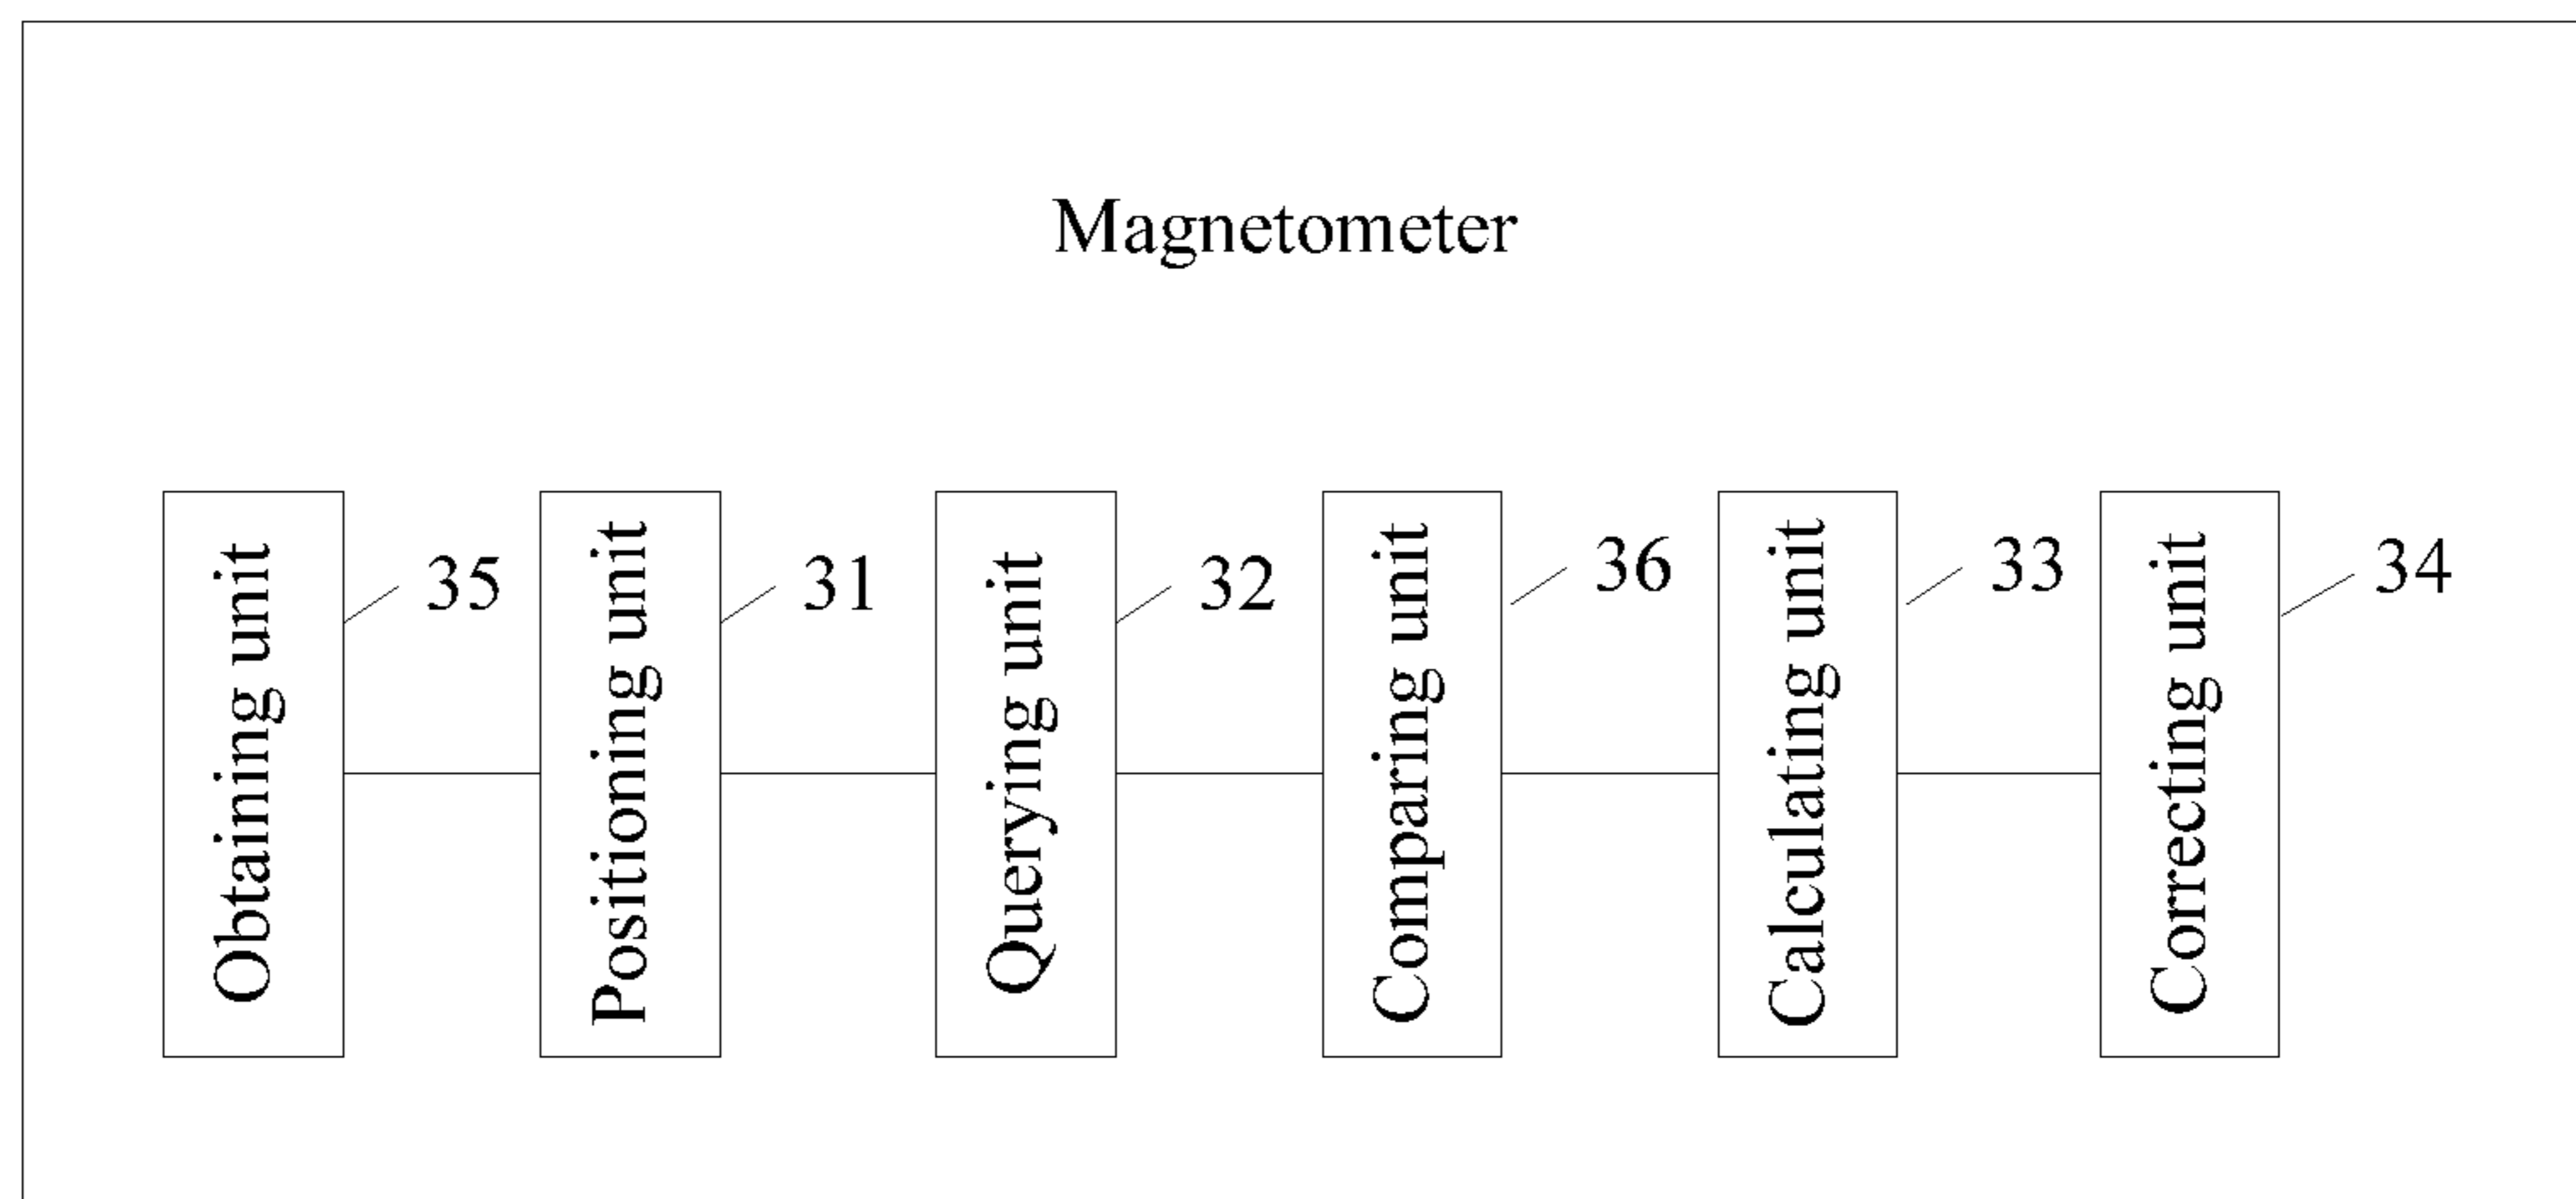 Magnetometer
Obtaining unit
35
Positioning unit
31
Querying unit
32
Comparing unit
36
Calculating unit
33
Correcting unit
34